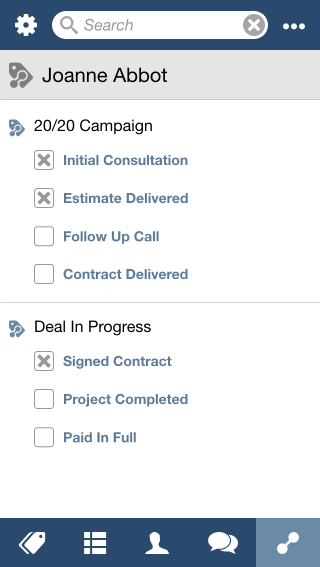 Search
Joanne Abbot
20/20 Campaign
Initial Consultation
Estimate Delivered
Follow Up Call
Contract Delivered
Deal In Progress
Signed Contract
Project Completed
Paid In Full